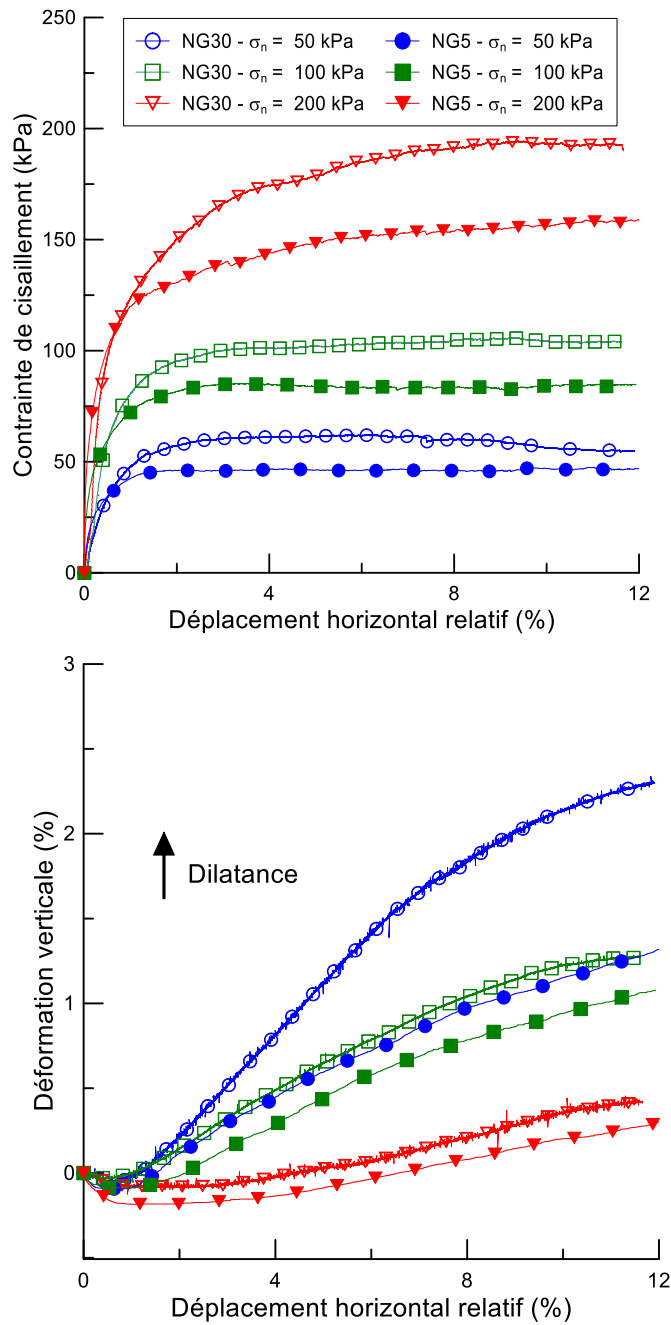 NG30 - σn = 50 kPa NG5 - σn = 50 kPa
NG30 - σn = 100 kPa NG5 - σn = 100 kPa
NG30 - σn = 200 kPa NG5 - σn = 200 kPa
250
200
150
100
50
0
Contrainte de cisaillement (kPa)
0 4 8 12
Déplacement horizontal relatif (%)
3
2
1
0
Déformation verticale (%)
Dilatance
0 4 8 12
Déplacement horizontal relatif (%)